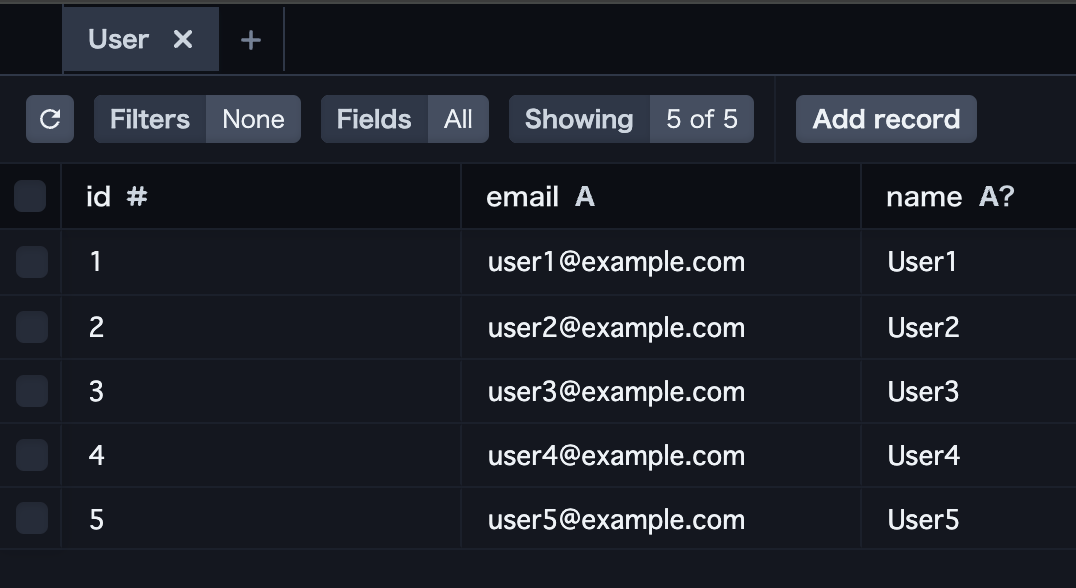 User ✕ +
Filters None Fields All Showing 5 of 5 Add record
id # email A name A?
1 user1@example.com User1
2 user2@example.com User2
3 user3@example.com User3
4 user4@example.com User4
5 user5@example.com User5